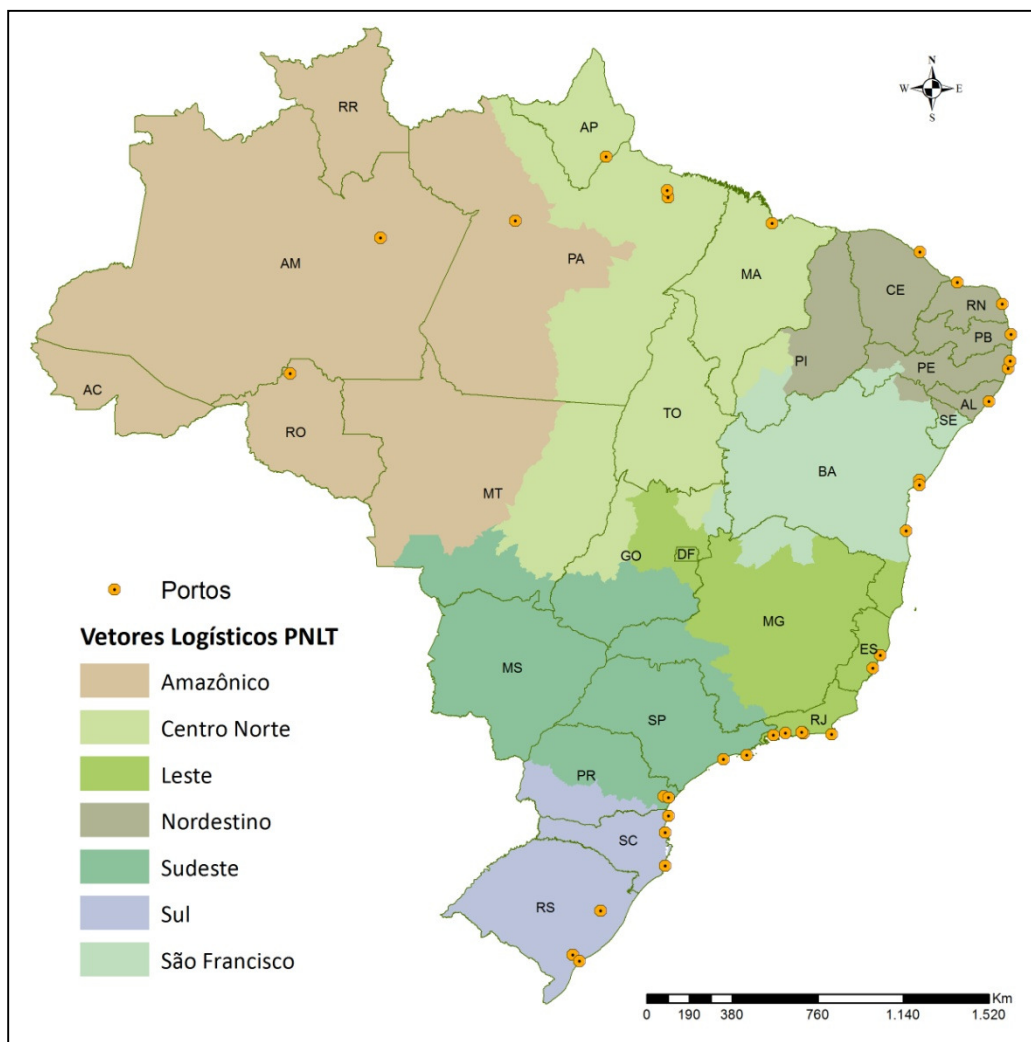 N
W E
S
RR
AP
AM
PA
MA
CE
RN
PB
PI
PE
AC
AL
TO
SE
RO
BA
MT
GO
DF
MG
ES
MS
SP
RJ
PR
SC
RS
Portos
Vetores Logísticos PNLT
Amazônico
Centro Norte
Leste
Nordestino
Sudeste
Sul
São Francisco
Km
0 190 380 760 1.140 1.520